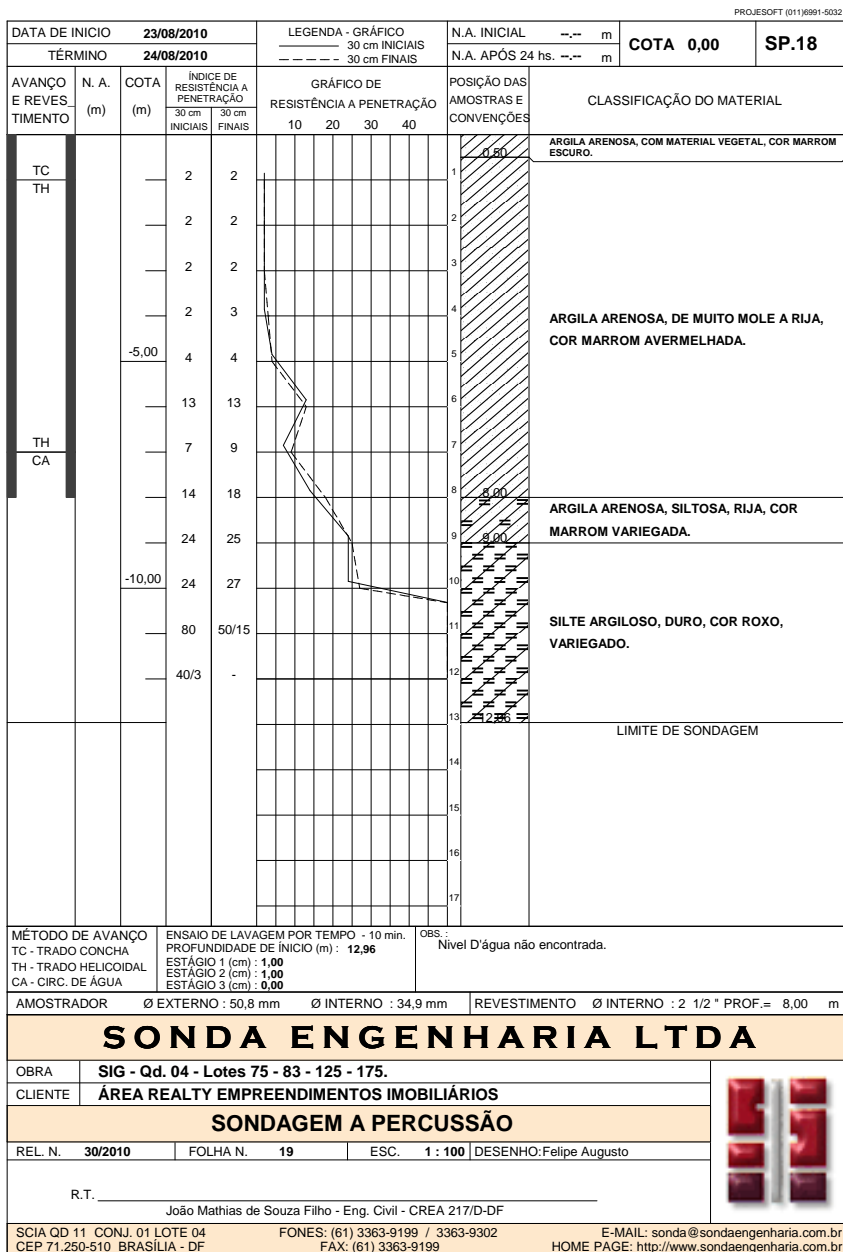 PROJESOFT (011)6991-5032
DATA DE INICIO 23/08/2010
TÉRMINO 24/08/2010
LEGENDA - GRÁFICO
30 cm INICIAIS
30 cm FINAIS
N.A. INICIAL --.-- m
N.A. APÓS 24 hs. --.-- m
COTA 0,00
SP.18
AVANÇO E REVES_ TIMENTO
N. A. (m)
COTA (m)
ÍNDICE DE RESISTÊNCIA A PENETRAÇÃO
30 cm INICIAIS
30 cm FINAIS
GRÁFICO DE RESISTÊNCIA A PENETRAÇÃO
10 20 30 40
POSIÇÃO DAS AMOSTRAS E CONVENÇÕES
CLASSIFICAÇÃO DO MATERIAL
ARGILA ARENOSA, COM MATERIAL VEGETAL, COR MARROM
ESCURO.
0,50
TC
TH
2 2 1
2 2 2
2 2 3
2 3 4
ARGILA ARENOSA, DE MUITO MOLE A RIJA,
COR MARROM AVERMELHADA.
-5,00 4 4 5
13 13 6
TH
CA
7 9 7
14 18 8 8,00
ARGILA ARENOSA, SILTOSA, RIJA, COR
MARROM VARIEGADA.
24 25 9 9,00
-10,00 24 27 10
SILTE ARGILOSO, DURO, COR ROXO,
VARIEGADO.
80 50/15 11
40/3 - 12
13 12,96
LIMITE DE SONDAGEM
14
15
16
17
MÉTODO DE AVANÇO
TC - TRADO CONCHA
TH - TRADO HELICOIDAL
CA - CIRC. DE ÁGUA
ENSAIO DE LAVAGEM POR TEMPO - 10 min.
PROFUNDIDADE DE ÍNICIO (m) : 12,96
ESTÁGIO 1 (cm) : 1,00
ESTÁGIO 2 (cm) : 1,00
ESTÁGIO 3 (cm) : 0,00
OBS. :
Nivel D'água não encontrada.
AMOSTRADOR Ø EXTERNO : 50,8 mm Ø INTERNO : 34,9 mm REVESTIMENTO Ø INTERNO : 2 1/2 " PROF.= 8,00 m
SONDA ENGENHARIA LTDA
OBRA SIG - Qd. 04 - Lotes 75 - 83 - 125 - 175.
CLIENTE ÁREA REALTY EMPREENDIMENTOS IMOBILIÁRIOS
SONDAGEM A PERCUSSÃO
REL. N. 30/2010 FOLHA N. 19 ESC. 1 : 100 DESENHO:Felipe Augusto
R.T.
João Mathias de Souza Filho - Eng. Civil - CREA 217/D-DF
SCIA QD 11 CONJ. 01 LOTE 04 FONES: (61) 3363-9199 / 3363-9302 E-MAIL: sonda@sondaengenharia.com.br
CEP 71.250-510 BRASÍLIA - DF FAX: (61) 3363-9199 HOME PAGE: http://www.sondaengenharia.com.br